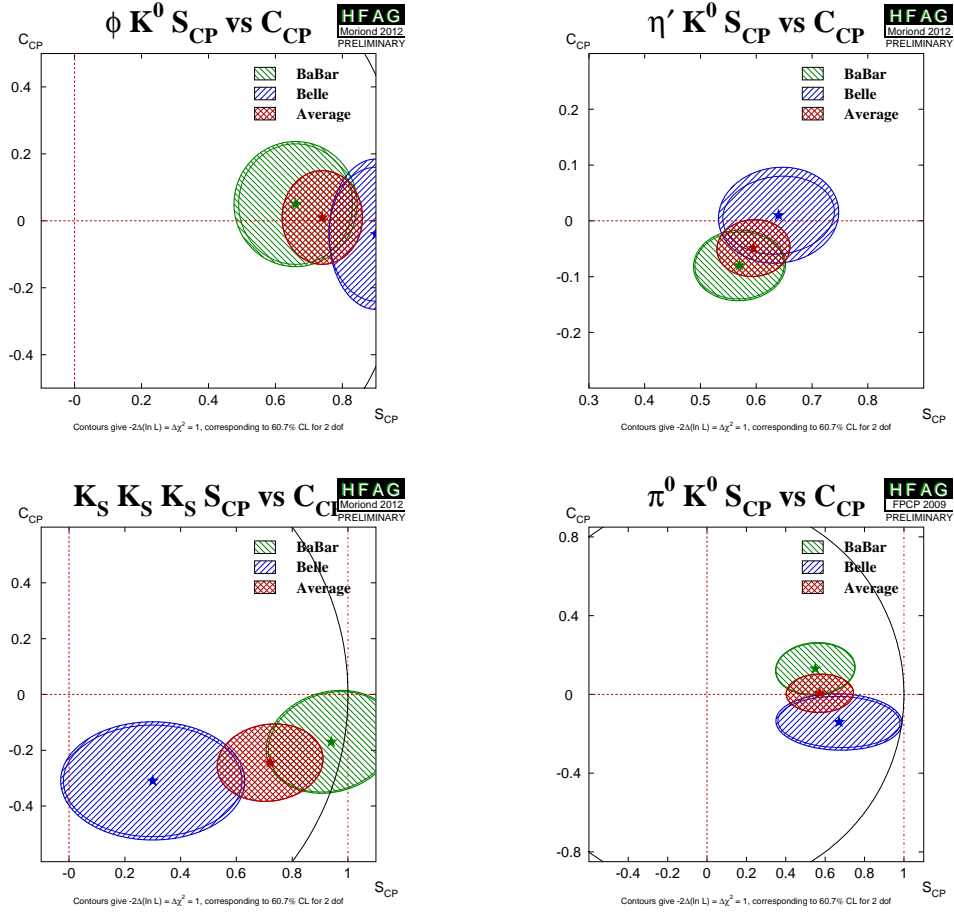 ϕ K⁰ S_CP vs C_CP
HFAG
Moriond 2012
PRELIMINARY
C_CP
BaBar
Belle
Average
0.4
0.2
0
-0.2
-0.4
-0 0.2 0.4 0.6 0.8
S_CP
Contours give -2Δ(ln L) = Δχ² = 1, corresponding to 60.7% CL for 2 dof
η′ K⁰ S_CP vs C_CP
HFAG
Moriond 2012
PRELIMINARY
C_CP
BaBar
Belle
Average
0.2
0.1
0
-0.1
-0.2
0.3 0.4 0.5 0.6 0.7 0.8
S_CP
Contours give -2Δ(ln L) = Δχ² = 1, corresponding to 60.7% CL for 2 dof
K_S K_S K_S S_CP vs C_CP
HFAG
Moriond 2012
PRELIMINARY
C_CP
BaBar
Belle
Average
0.4
0.2
0
-0.2
-0.4
-0 0.2 0.4 0.6 0.8 1
S_CP
Contours give -2Δ(ln L) = Δχ² = 1, corresponding to 60.7% CL for 2 dof
π⁰ K⁰ S_CP vs C_CP
HFAG
FPCP 2009
PRELIMINARY
C_CP
BaBar
Belle
Average
0.8
0.4
0
-0.4
-0.8
-0.4 -0.2 0 0.2 0.4 0.6 0.8 1
S_CP
Contours give -2Δ(ln L) = Δχ² = 1, corresponding to 60.7% CL for 2 dof